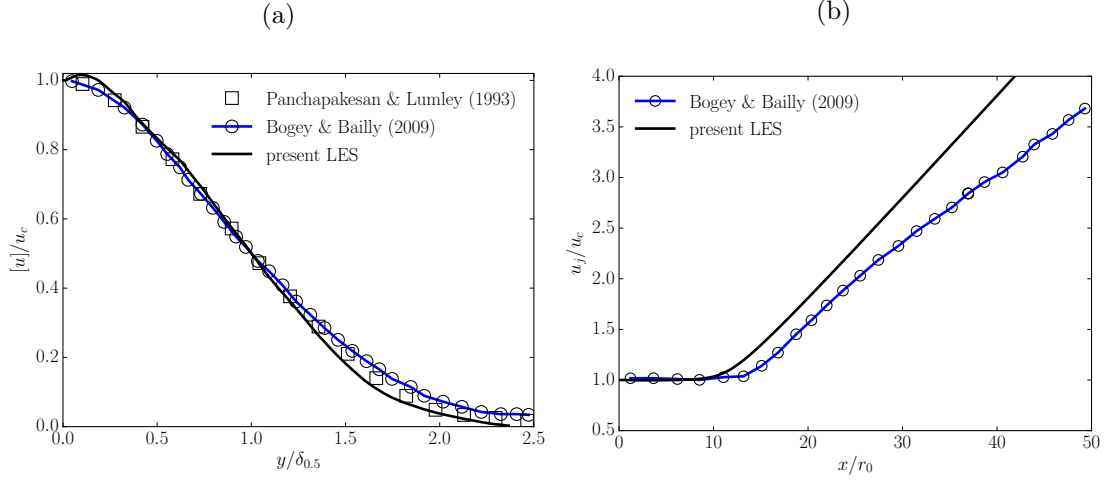 (a)
1.0
0.8
0.6
0.4
0.2
0.0
[u]/u_c
Panchapakesan & Lumley (1993)
Bogey & Bailly (2009)
present LES
0.0 0.5 1.0 1.5 2.0 2.5
y/δ_{0.5}
(b)
4.0
3.5
3.0
2.5
2.0
1.5
1.0
0.5
u_j/u_c
Bogey & Bailly (2009)
present LES
0 10 20 30 40 50
x/r_0